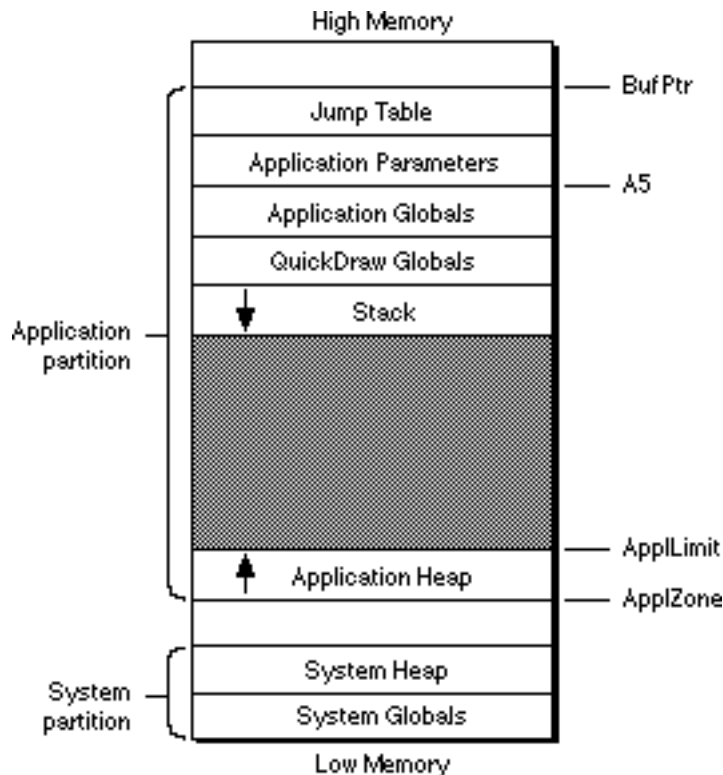 High Memory
BufPtr
Jump Table
Application Parameters
A5
Application Globals
QuickDraw Globals
Stack
Application
partition
ApplLimit
Application Heap
ApplZone
System Heap
System
partition
System Globals
Low Memory